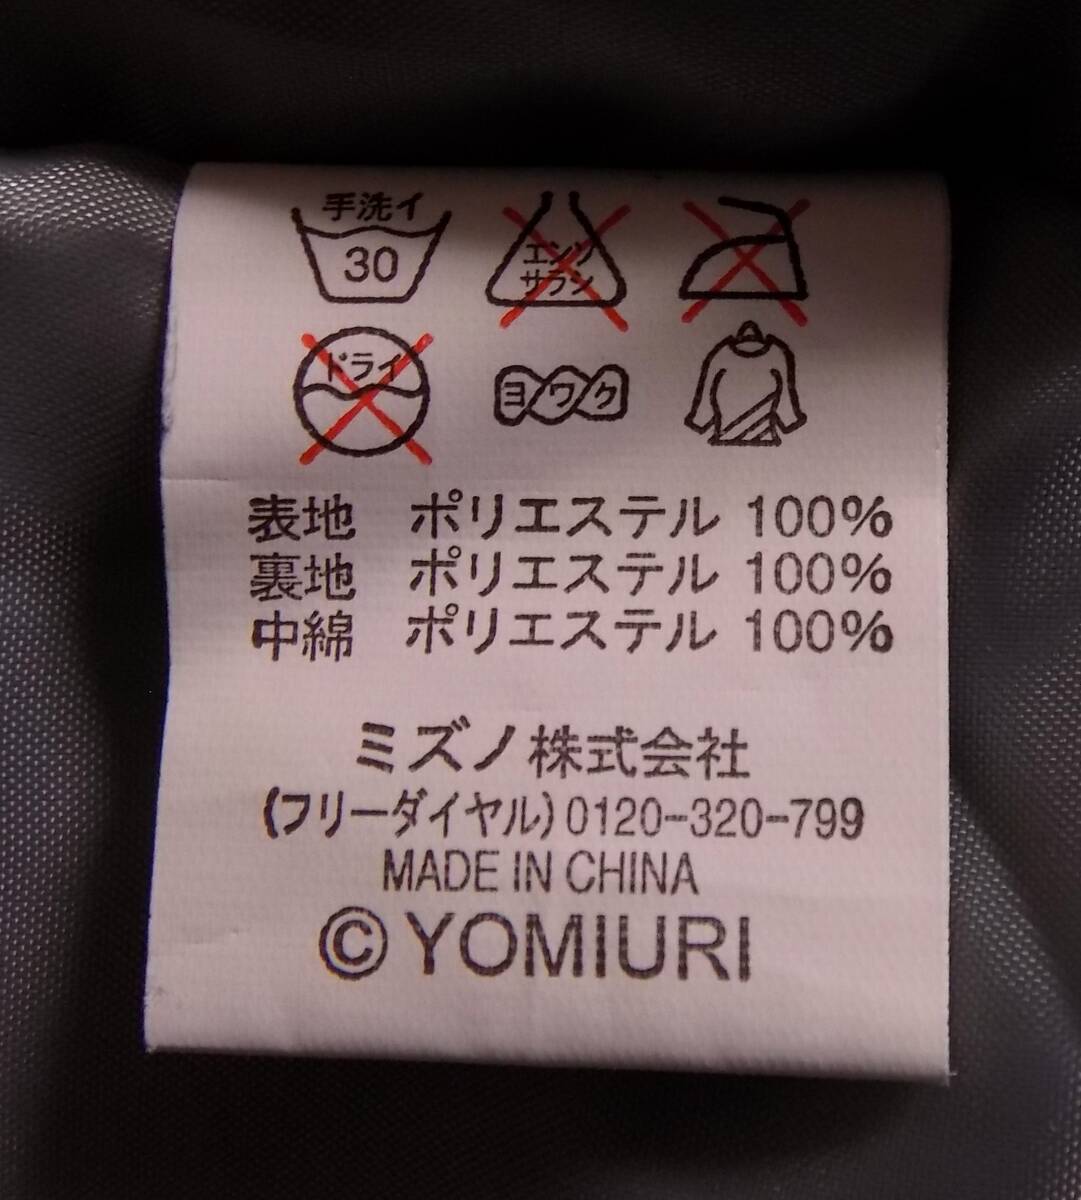 手洗イ
30
エンソ
サラシ
ドライ
ヨワク
表地 ポリエステル 100%
裏地 ポリエステル 100%
中綿 ポリエステル 100%
ミズノ株式会社
(フリーダイヤル)0120-320-799
MADE IN CHINA
©YOMIURI